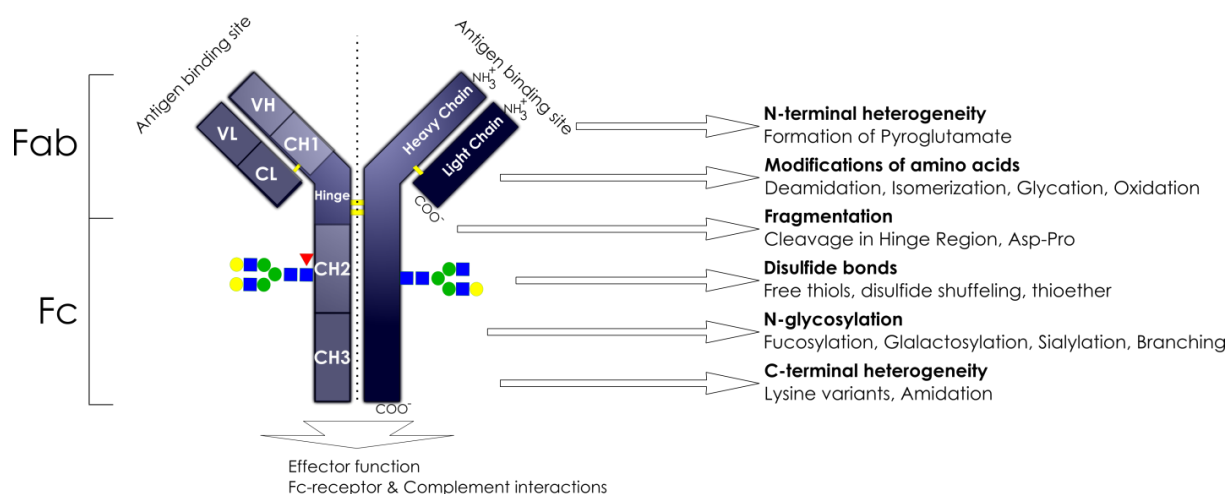 Antigen binding site
Antigen binding site
Fab
Fc
VH
CH1
VL
CL
Hinge
CH2
CH3
Heavy Chain
Light Chain
NH3+
NH3+
COO-
COO-
N-terminal heterogeneity
Formation of Pyroglutamate
Modifications of amino acids
Deamidation, Isomerization, Glycation, Oxidation
Fragmentation
Cleavage in Hinge Region, Asp-Pro
Disulfide bonds
Free thiols, disulfide shuffeling, thioether
N-glycosylation
Fucosylation, Glalactosylation, Sialylation, Branching
C-terminal heterogeneity
Lysine variants, Amidation
Effector function
Fc-receptor & Complement interactions